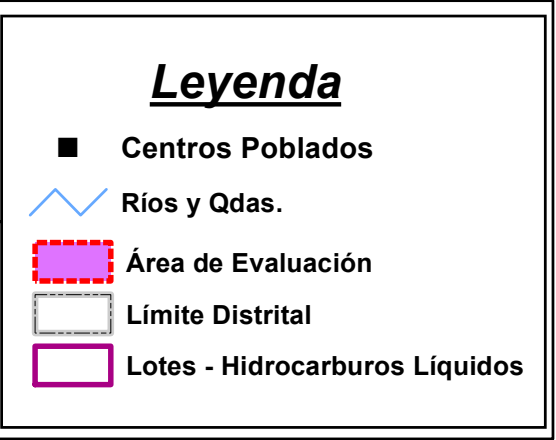 Leyenda
Centros Poblados
Ríos y Qdas.
Área de Evaluación
Límite Distrital
Lotes - Hidrocarburos Líquidos